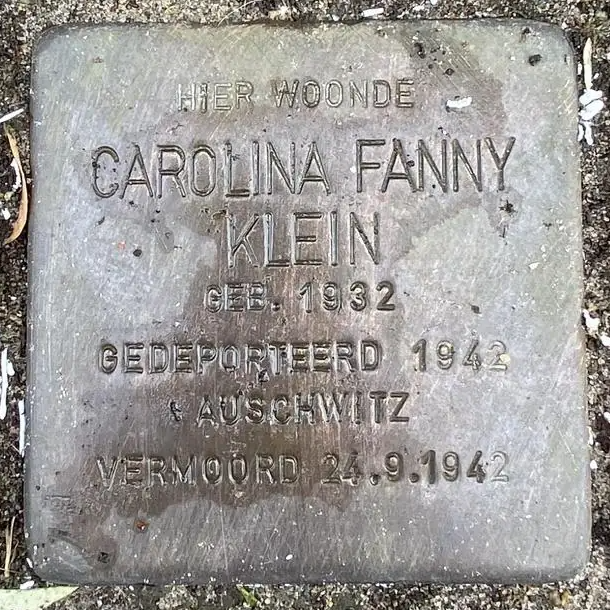 HIER WOONDE
CAROLINA FANNY
KLEIN
GEB. 1932
GEDEPORTEERD 1942
AUSCHWITZ
VERMOORD 24.9.1942